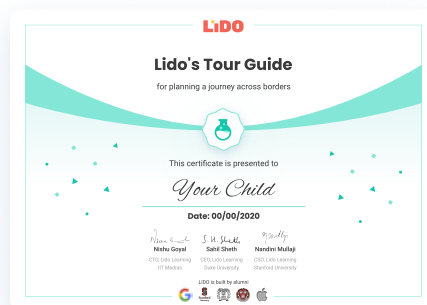 LiDO
Lido's Tour Guide
for planning a journey across borders
This certificate is presented to
Your Child
Date: 00/00/2020
Nishu Goyal Sahil Sheth Nandini Mullaji
CTO, Lido Learning CEO, Lido Learning CSO, Lido Learning
IIT Madras Duke University Stanford University
LIDO is built by alumni